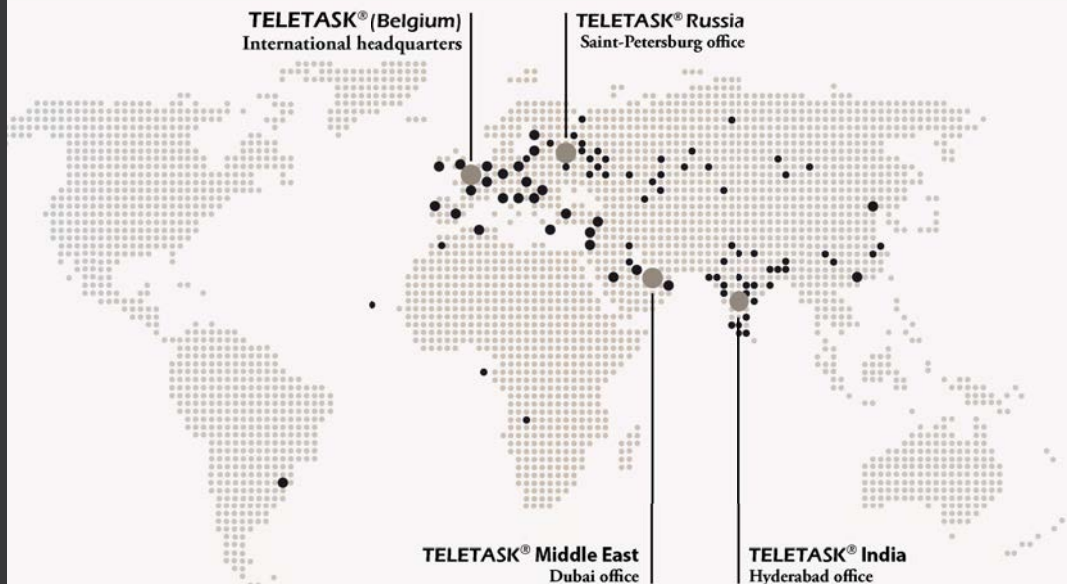 TELETASK® (Belgium)
International headquarters
TELETASK® Russia
Saint-Petersburg office
TELETASK® Middle East
Dubai office
TELETASK® India
Hyderabad office